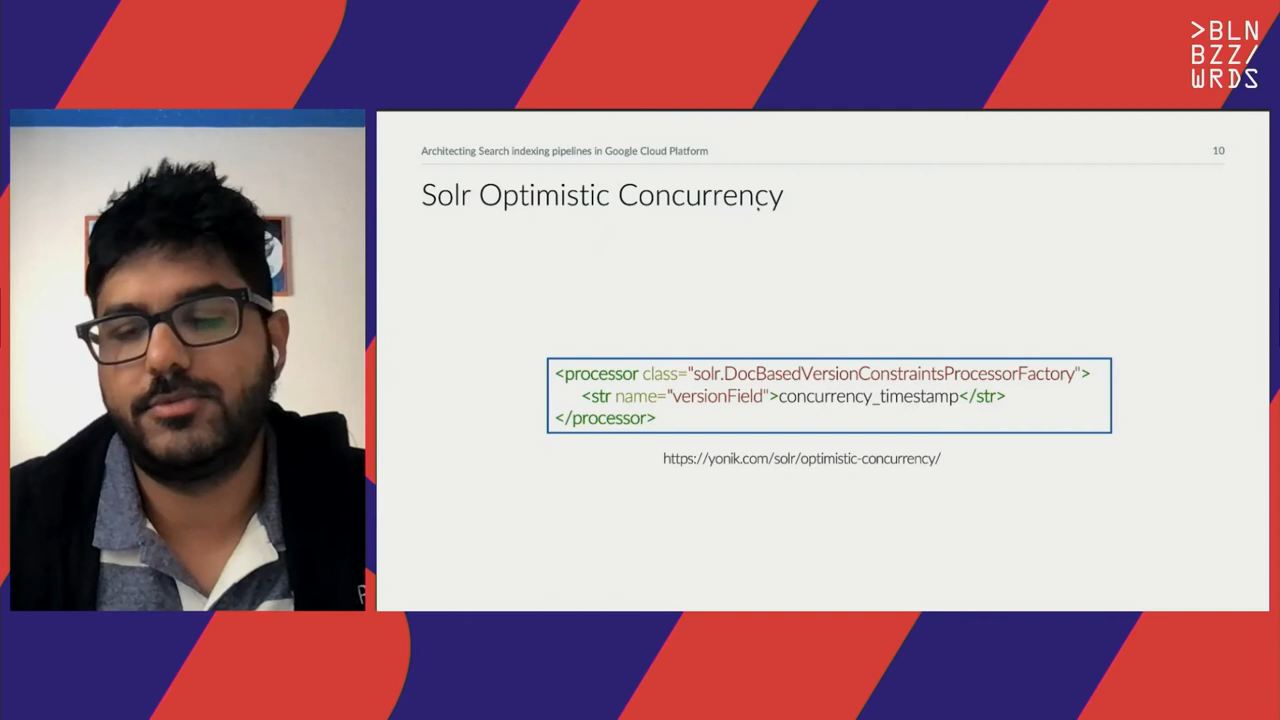 >BLN
BZZ/
WRDS
Architecting Search indexing pipelines in Google Cloud Platform
10
Solr Optimistic Concurrency
<processor class="solr.DocBasedVersionConstraintsProcessorFactory">
<str name="versionField">concurrency_timestamp</str>
</processor>
https://yonik.com/solr/optimistic-concurrency/